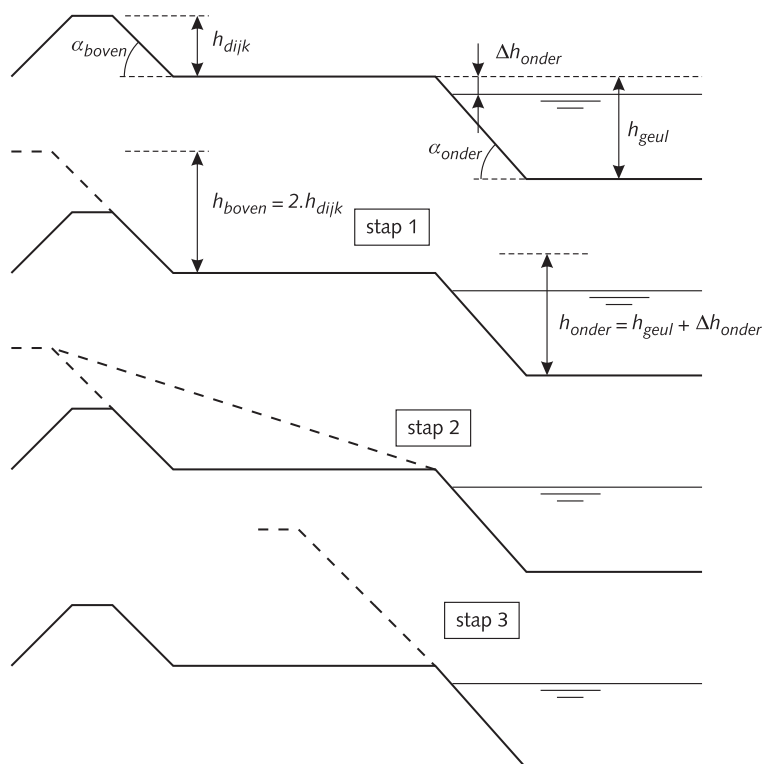 α_boven
h_dijk
Δh_onder
α_onder
h_geul
h_boven = 2.h_dijk
stap 1
h_onder = h_geul + Δh_onder
stap 2
stap 3